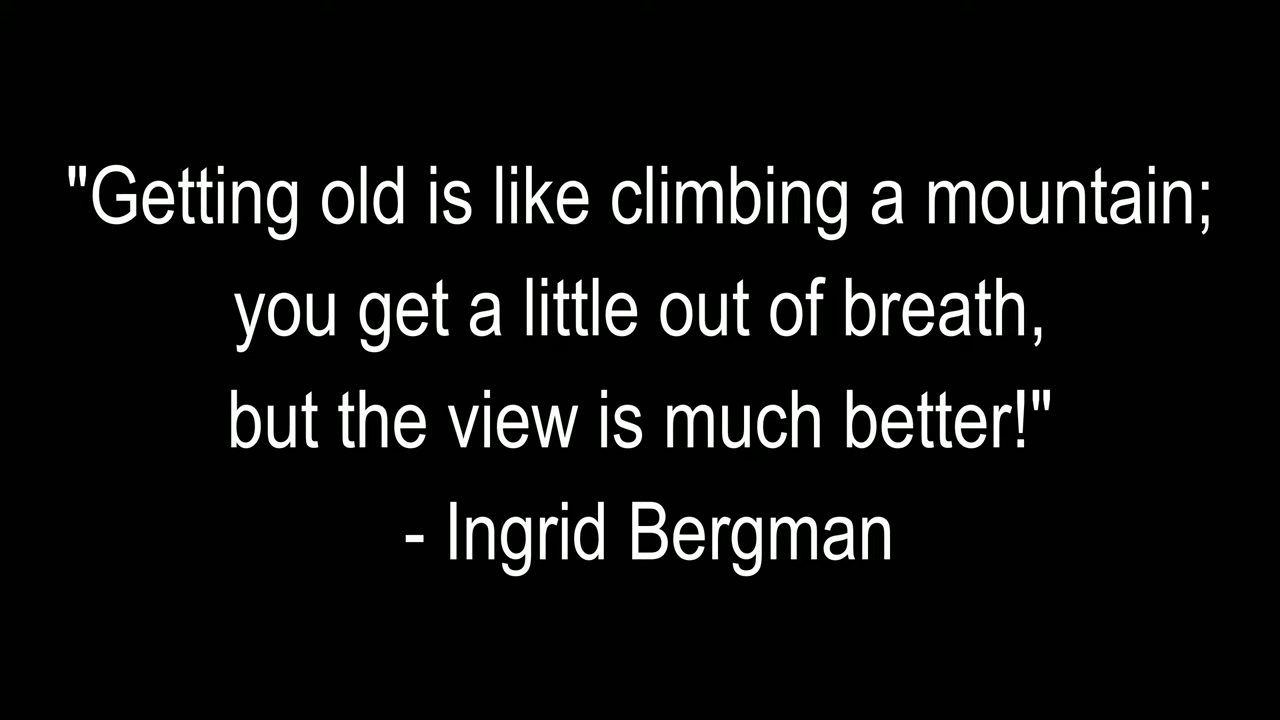 "Getting old is like climbing a mountain;
you get a little out of breath,
but the view is much better!"
- Ingrid Bergman